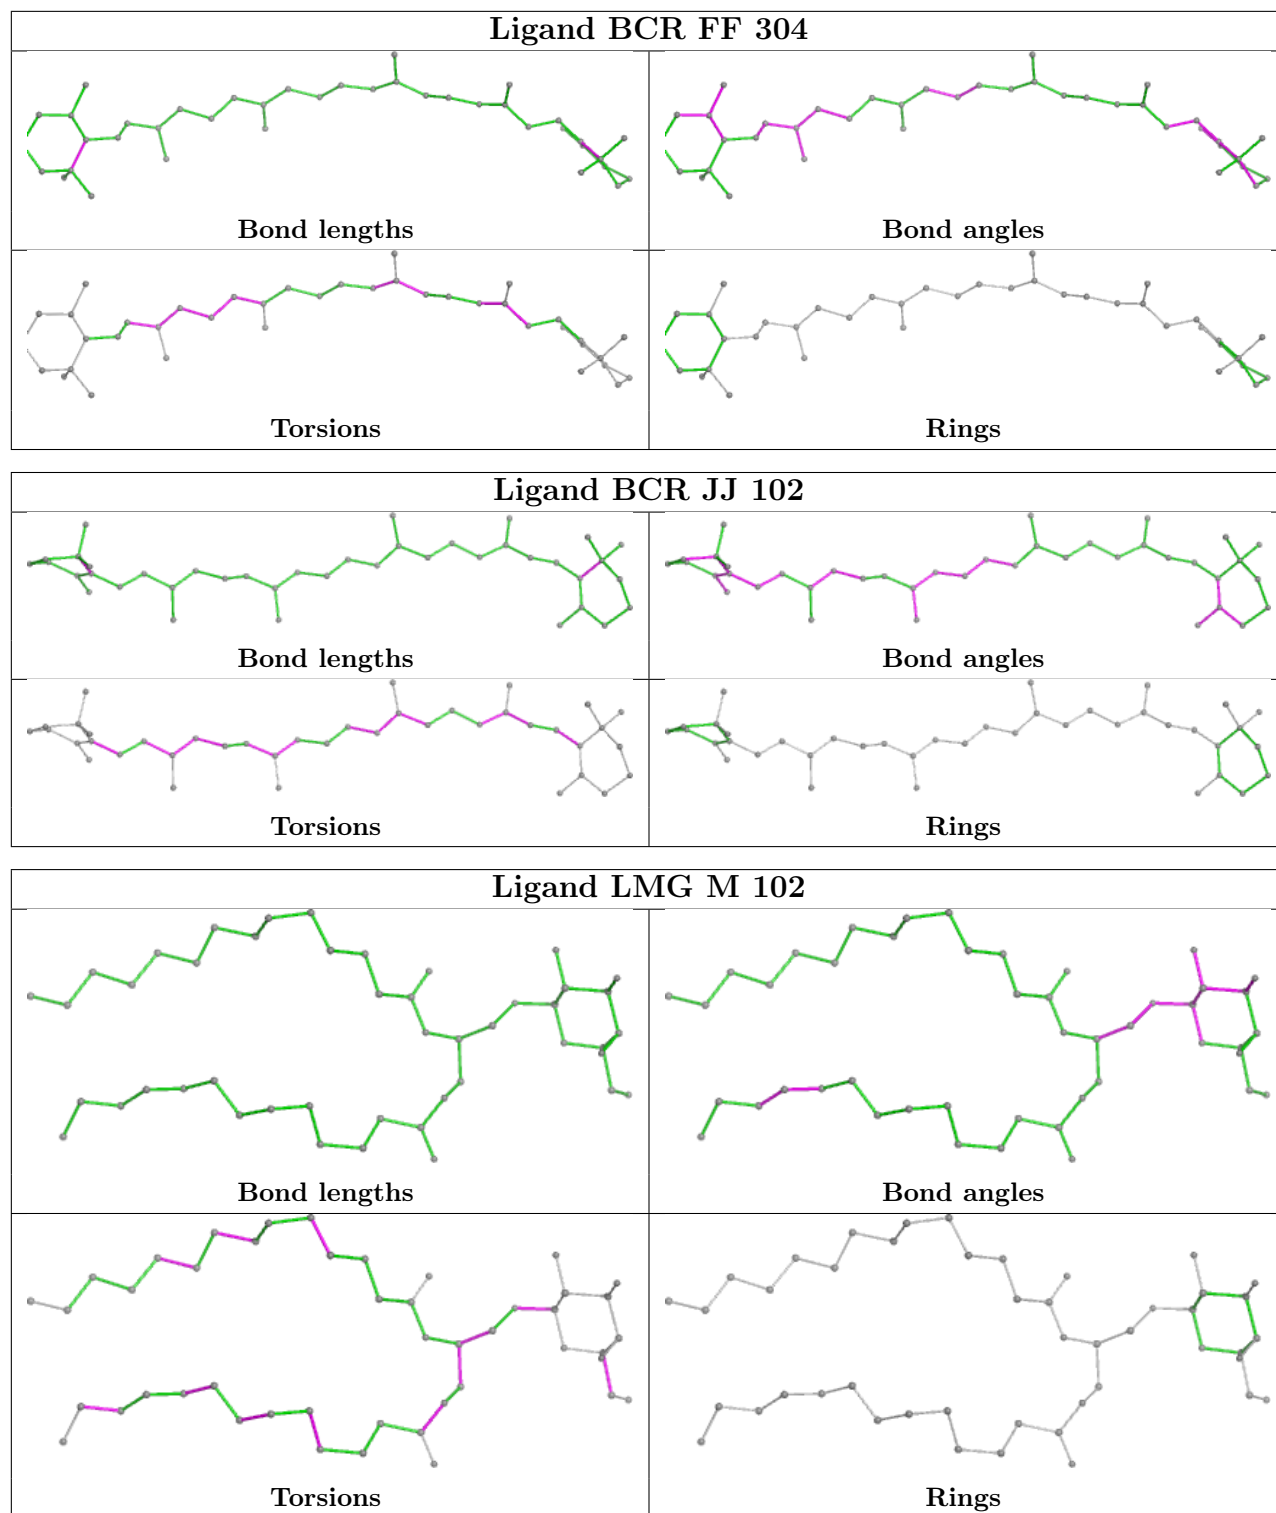 Ligand BCR FF 304
Bond lengths
Bond angles
Torsions
Rings
Ligand BCR JJ 102
Bond lengths
Bond angles
Torsions
Rings
Ligand LMG M 102
Bond lengths
Bond angles
Torsions
Rings